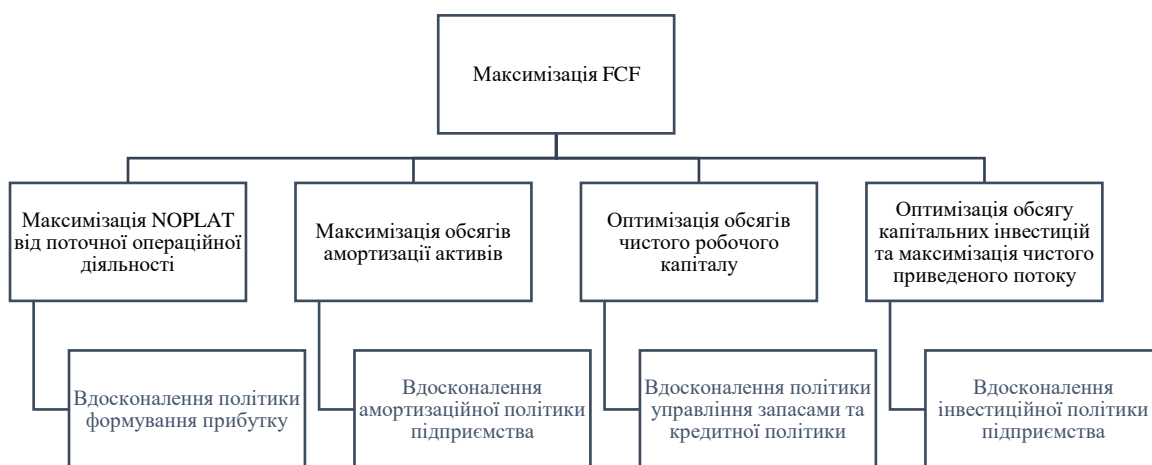 Максимізація FCF
Максимізація NOPLAT
від поточної операційної
діяльності
Максимізація обсягів
амортизації активів
Оптимізація обсягів
чистого робочого
капіталу
Оптимізація обсягу
капітальних інвестицій
та максимізація чистого
приведеного потоку
Вдосконалення політики
формування прибутку
Вдосконалення
амортизаційної політики
підприємства
Вдосконалення політики
управління запасами та
кредитної політики
Вдосконалення
інвестиційної політики
підприємства